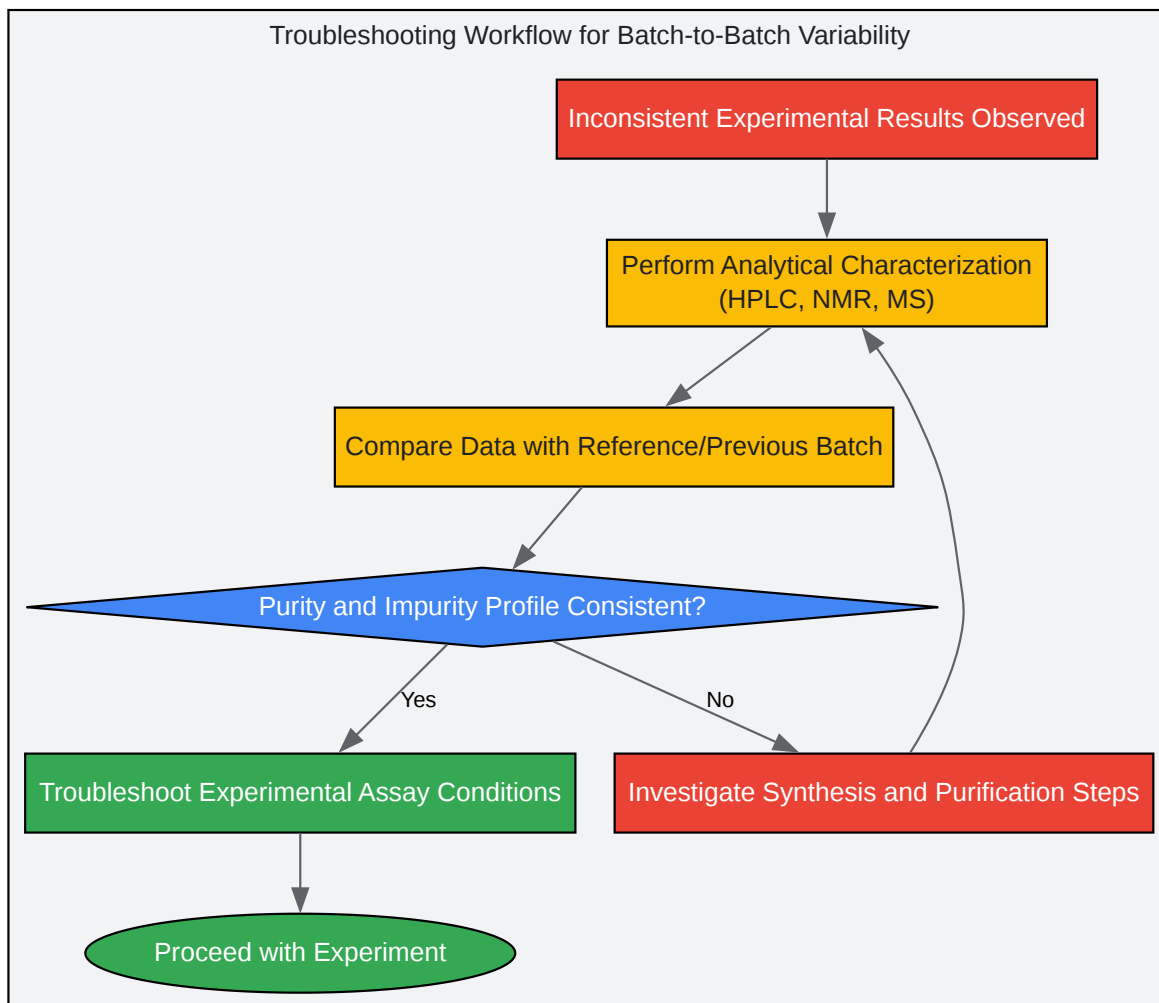 Troubleshooting Workflow for Batch-to-Batch Variability
Inconsistent Experimental Results Observed
Perform Analytical Characterization
(HPLC, NMR, MS)
Compare Data with Reference/Previous Batch
Purity and Impurity Profile Consistent?
Yes
No
Troubleshoot Experimental Assay Conditions
Investigate Synthesis and Purification Steps
Proceed with Experiment